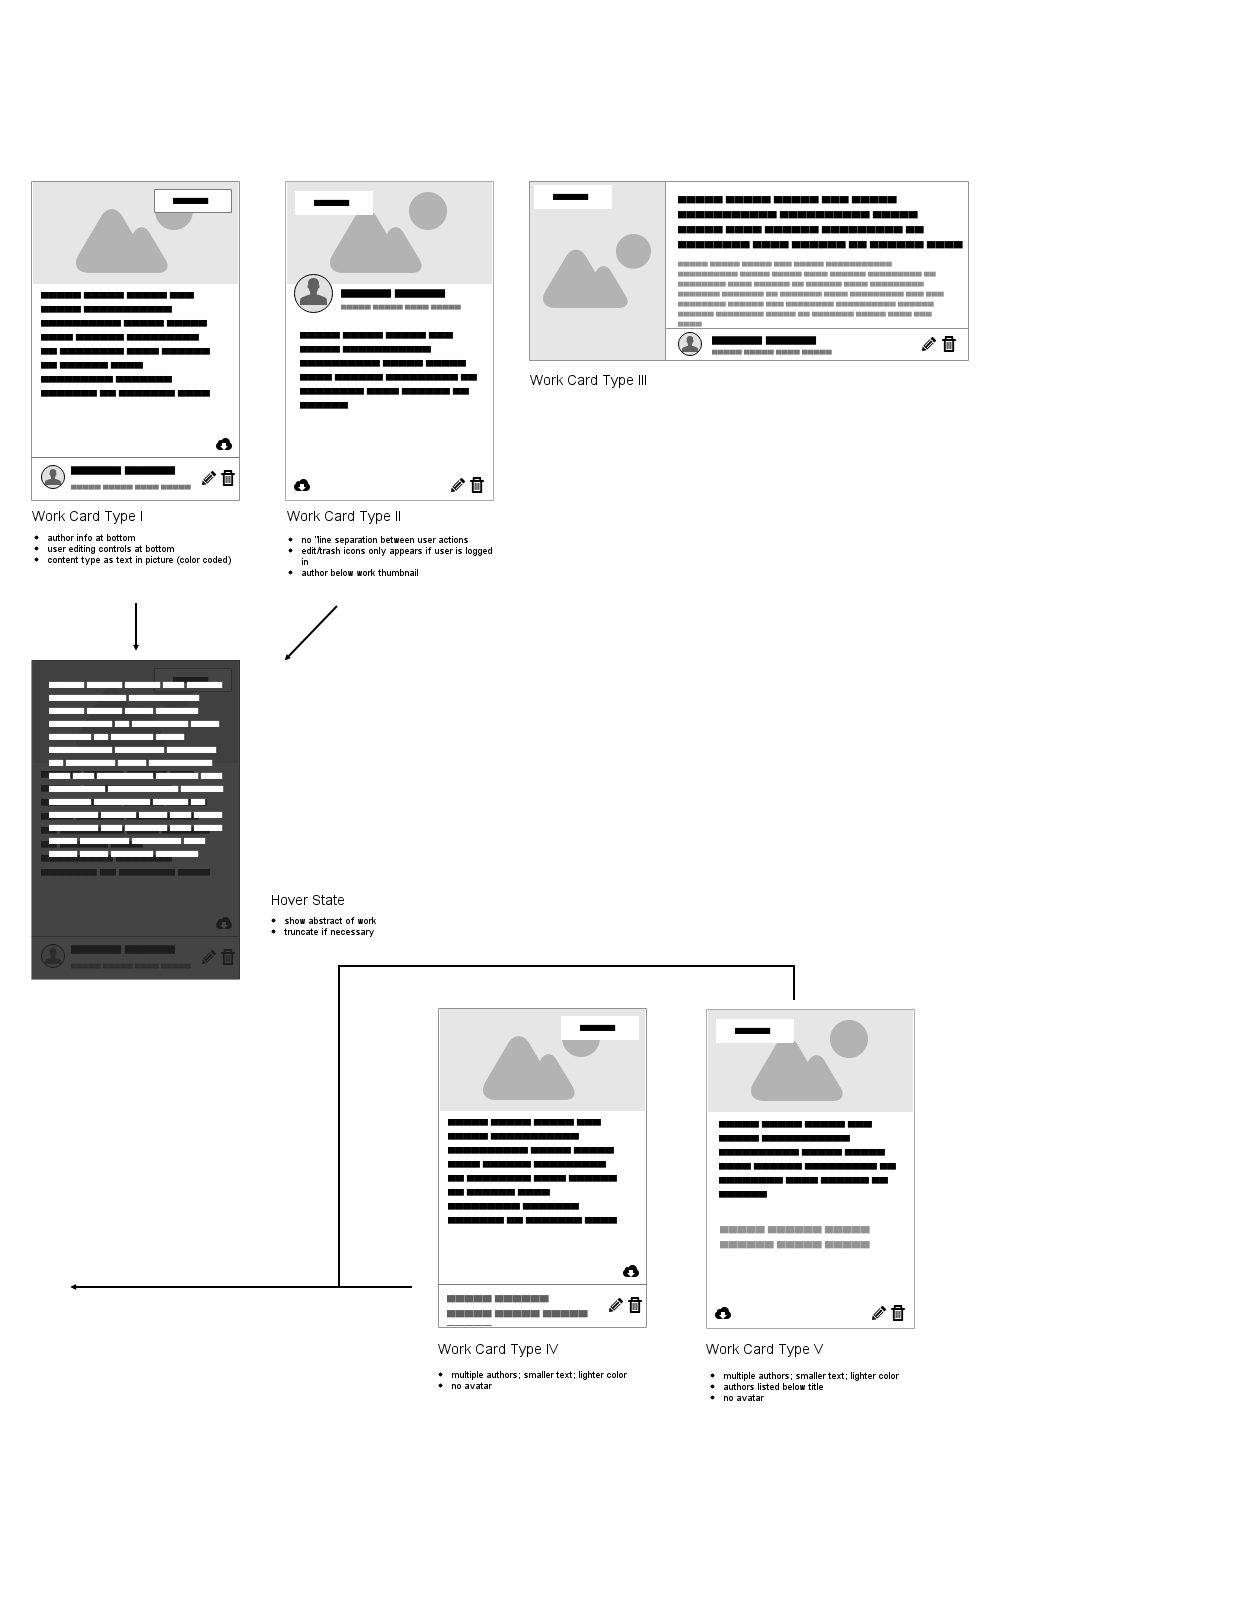 Work Card Type I
• author info at bottom
• user editing controls at bottom
• content type as text in picture (color coded)
Work Card Type II
• no "line separation between user actions
• edit/trash icons only appears if user is logged
in
• author below work thumbnail
Work Card Type III
Hover State
• show abstract of work
• truncate if necessary
Work Card Type IV
• multiple authors; smaller text; lighter color
• no avatar
Work Card Type V
• multiple authors; smaller text; lighter color
• authors listed below title
• no avatar